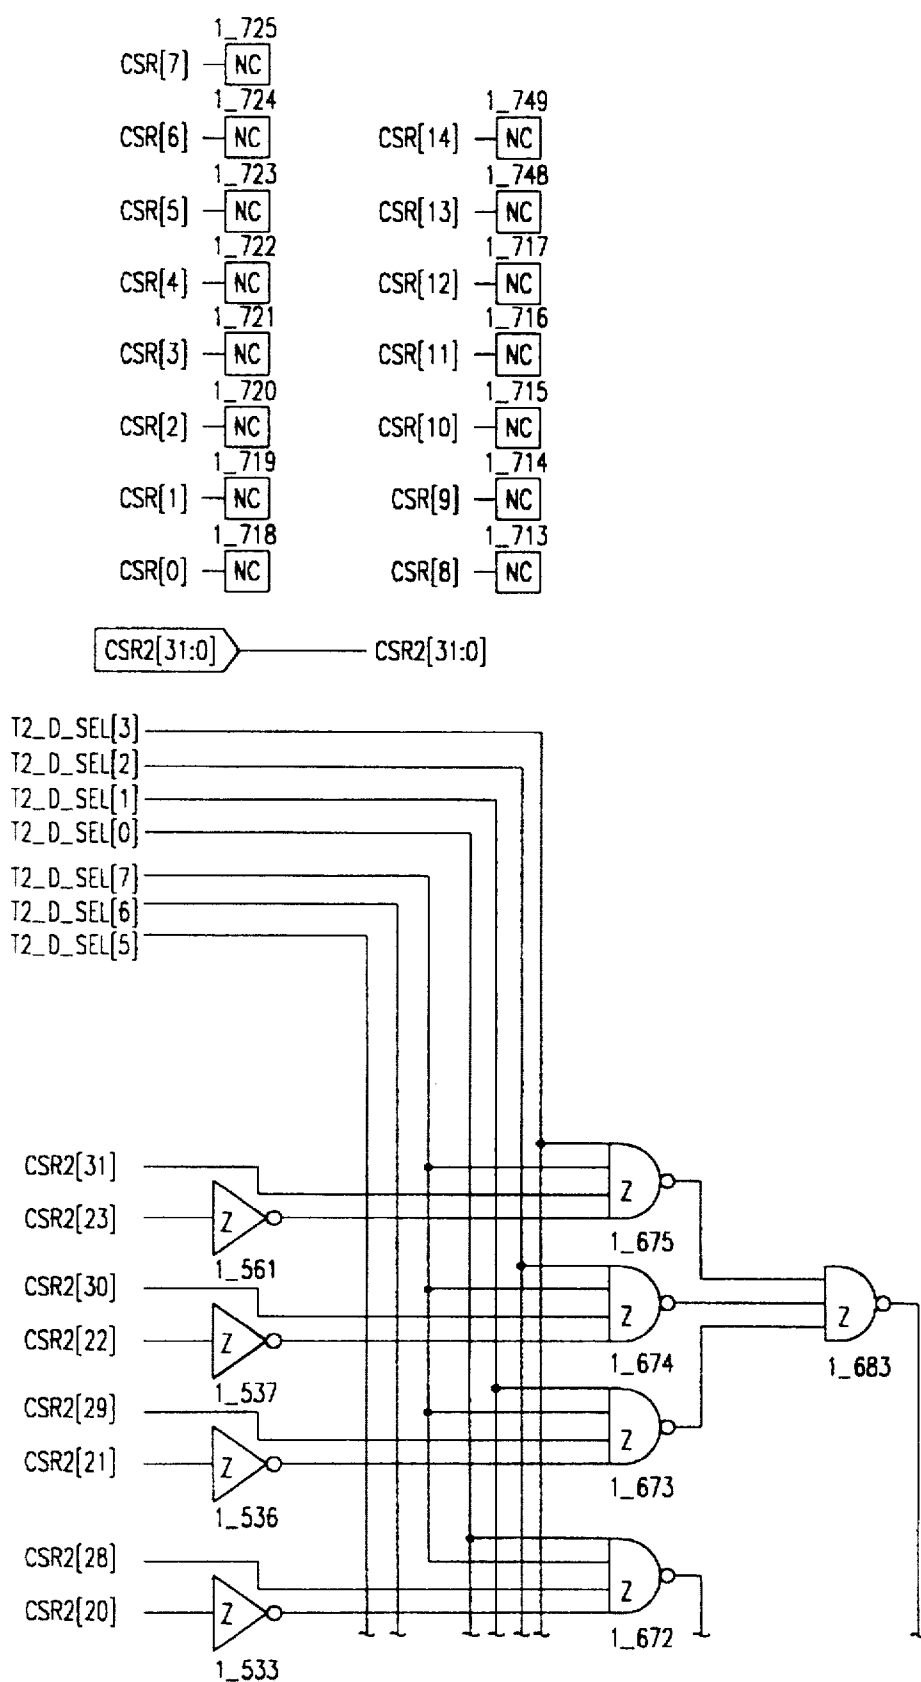 1_725
CSR[7] NC
1_724 1_749
CSR[6] NC CSR[14] NC
1_723 1_748
CSR[5] NC CSR[13] NC
1_722 1_717
CSR[4] NC CSR[12] NC
1_721 1_716
CSR[3] NC CSR[11] NC
1_720 1_715
CSR[2] NC CSR[10] NC
1_719 1_714
CSR[1] NC CSR[9] NC
1_718 1_713
CSR[0] NC CSR[8] NC
CSR2[31:0] CSR2[31:0]
T2_D_SEL[3]
T2_D_SEL[2]
T2_D_SEL[1]
T2_D_SEL[0]
T2_D_SEL[7]
T2_D_SEL[6]
T2_D_SEL[5]
CSR2[31]
Z
CSR2[23] Z
1_675
1_561
CSR2[30]
Z Z
CSR2[22] Z
1_674 1_683
1_537
CSR2[29]
Z
CSR2[21] Z
1_673
1_536
CSR2[28]
Z
CSR2[20] Z
1_672
1_533